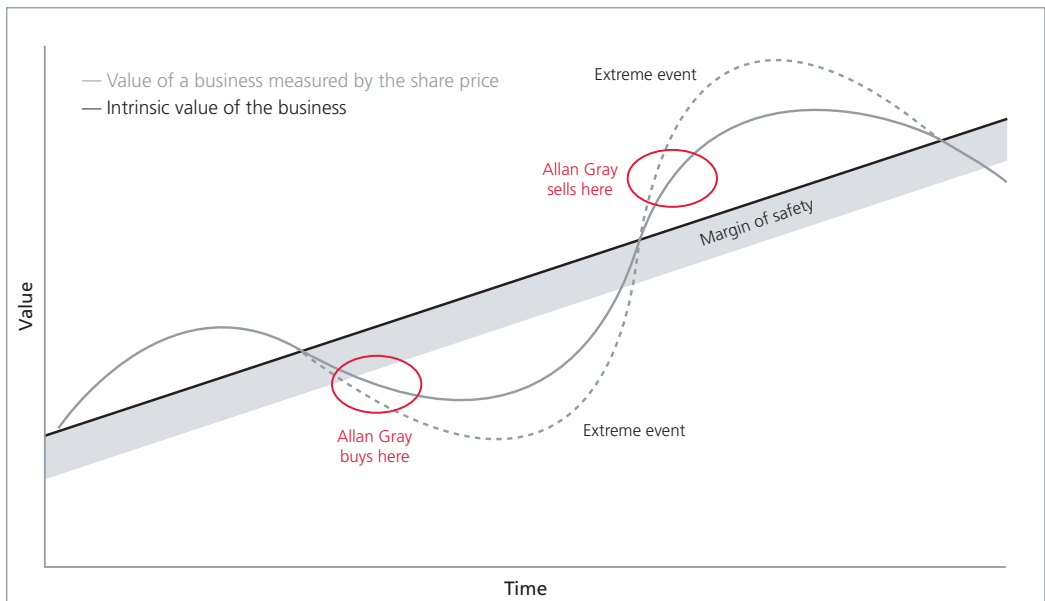 Extreme event
— Value of a business measured by the share price
— Intrinsic value of the business
Allan Gray
sells here
Margin of safety
Value
Allan Gray
buys here
Extreme event
Time